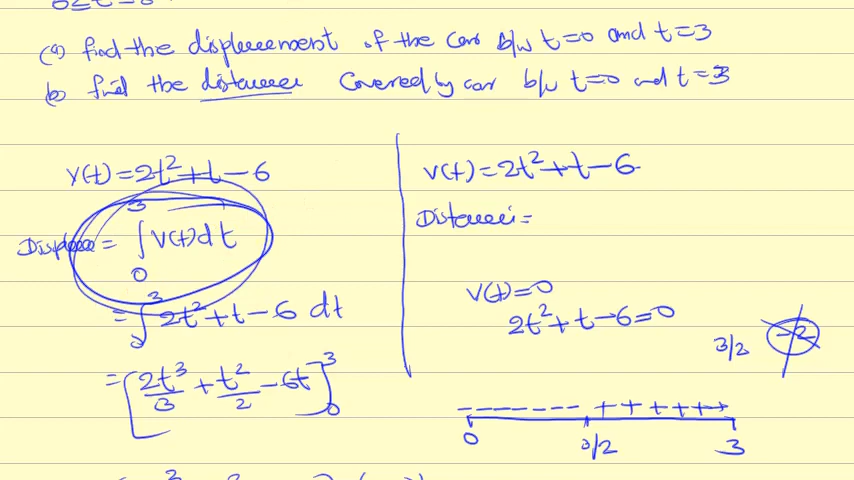 (a) find the displacement of the car b/w t=0 and t=3
(b) find the distance covered by car b/w t=0 and t=3
V(t)=2t²+t-6
Displace = ∫₀³ V(t)dt
= ∫₀³ 2t²+t-6 dt
= [2t³/3 + t²/2 - 6t]₀³
V(t)=2t²+t-6
Distance =
V(t)=0
2t²+t-6=0
3/2 -2
------- + + + + +
0 3/2 3